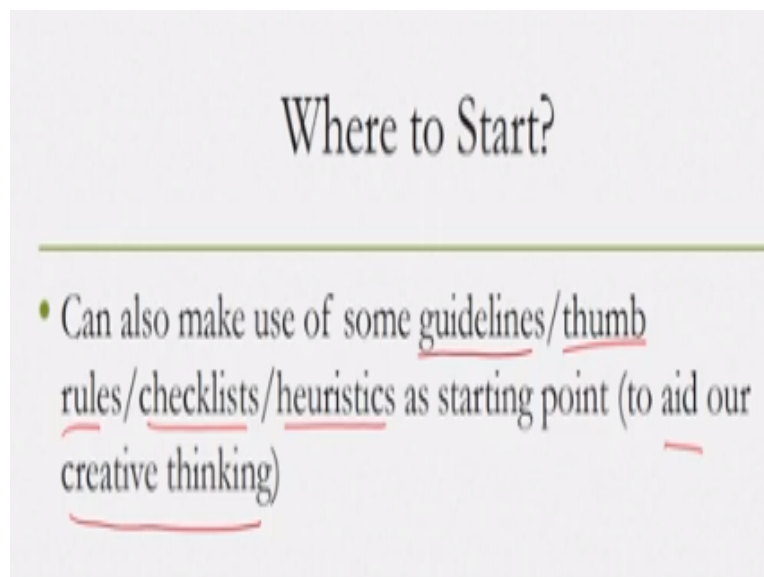 Where to Start?
• Can also make use of some guidelines/thumb
rules/checklists/heuristics as starting point (to aid our
creative thinking)